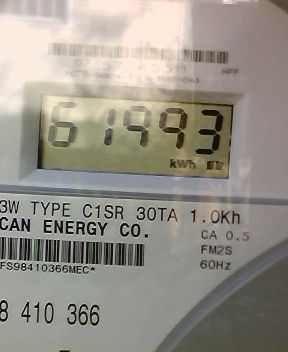 61993
kWh
3W TYPE C1SR 30TA 1.0Kh
CAN ENERGY CO.
CA 0.5
FM2S
60Hz
FS98410366MEC*
8 410 366